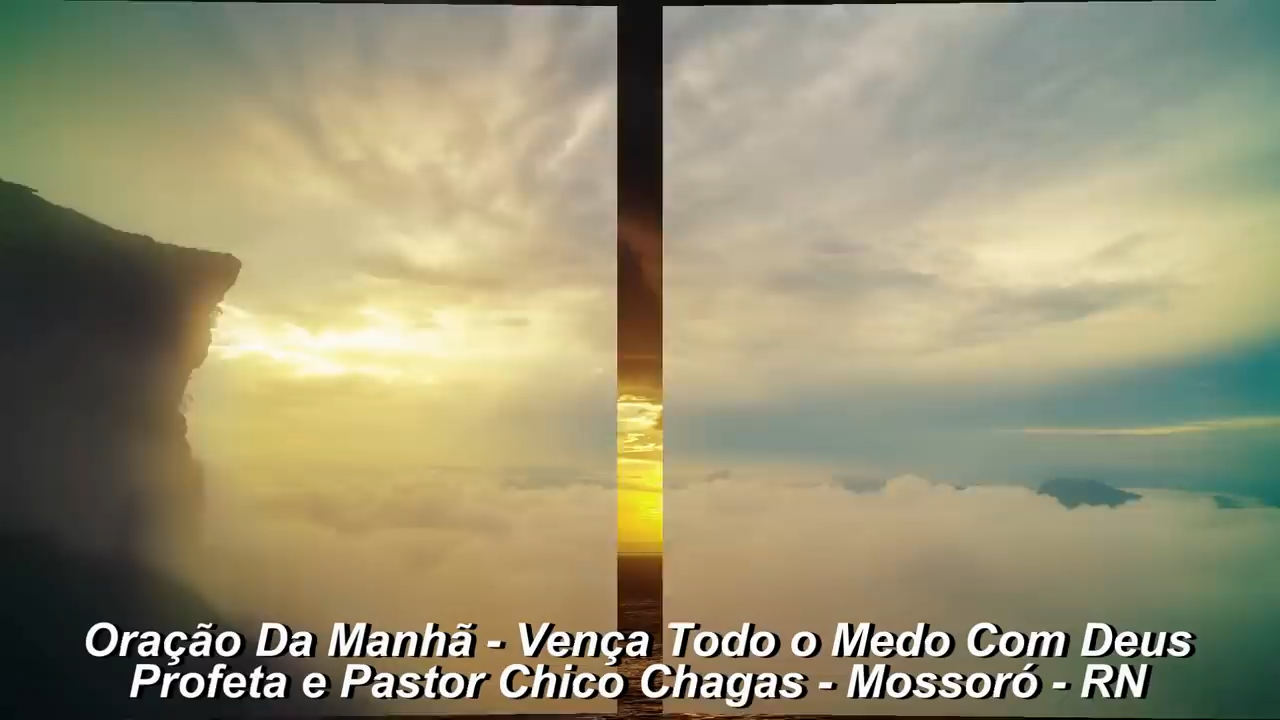 Oração Da Manhã - Vença Todo o Medo Com Deus
Profeta e Pastor Chico Chagas - Mossoró - RN